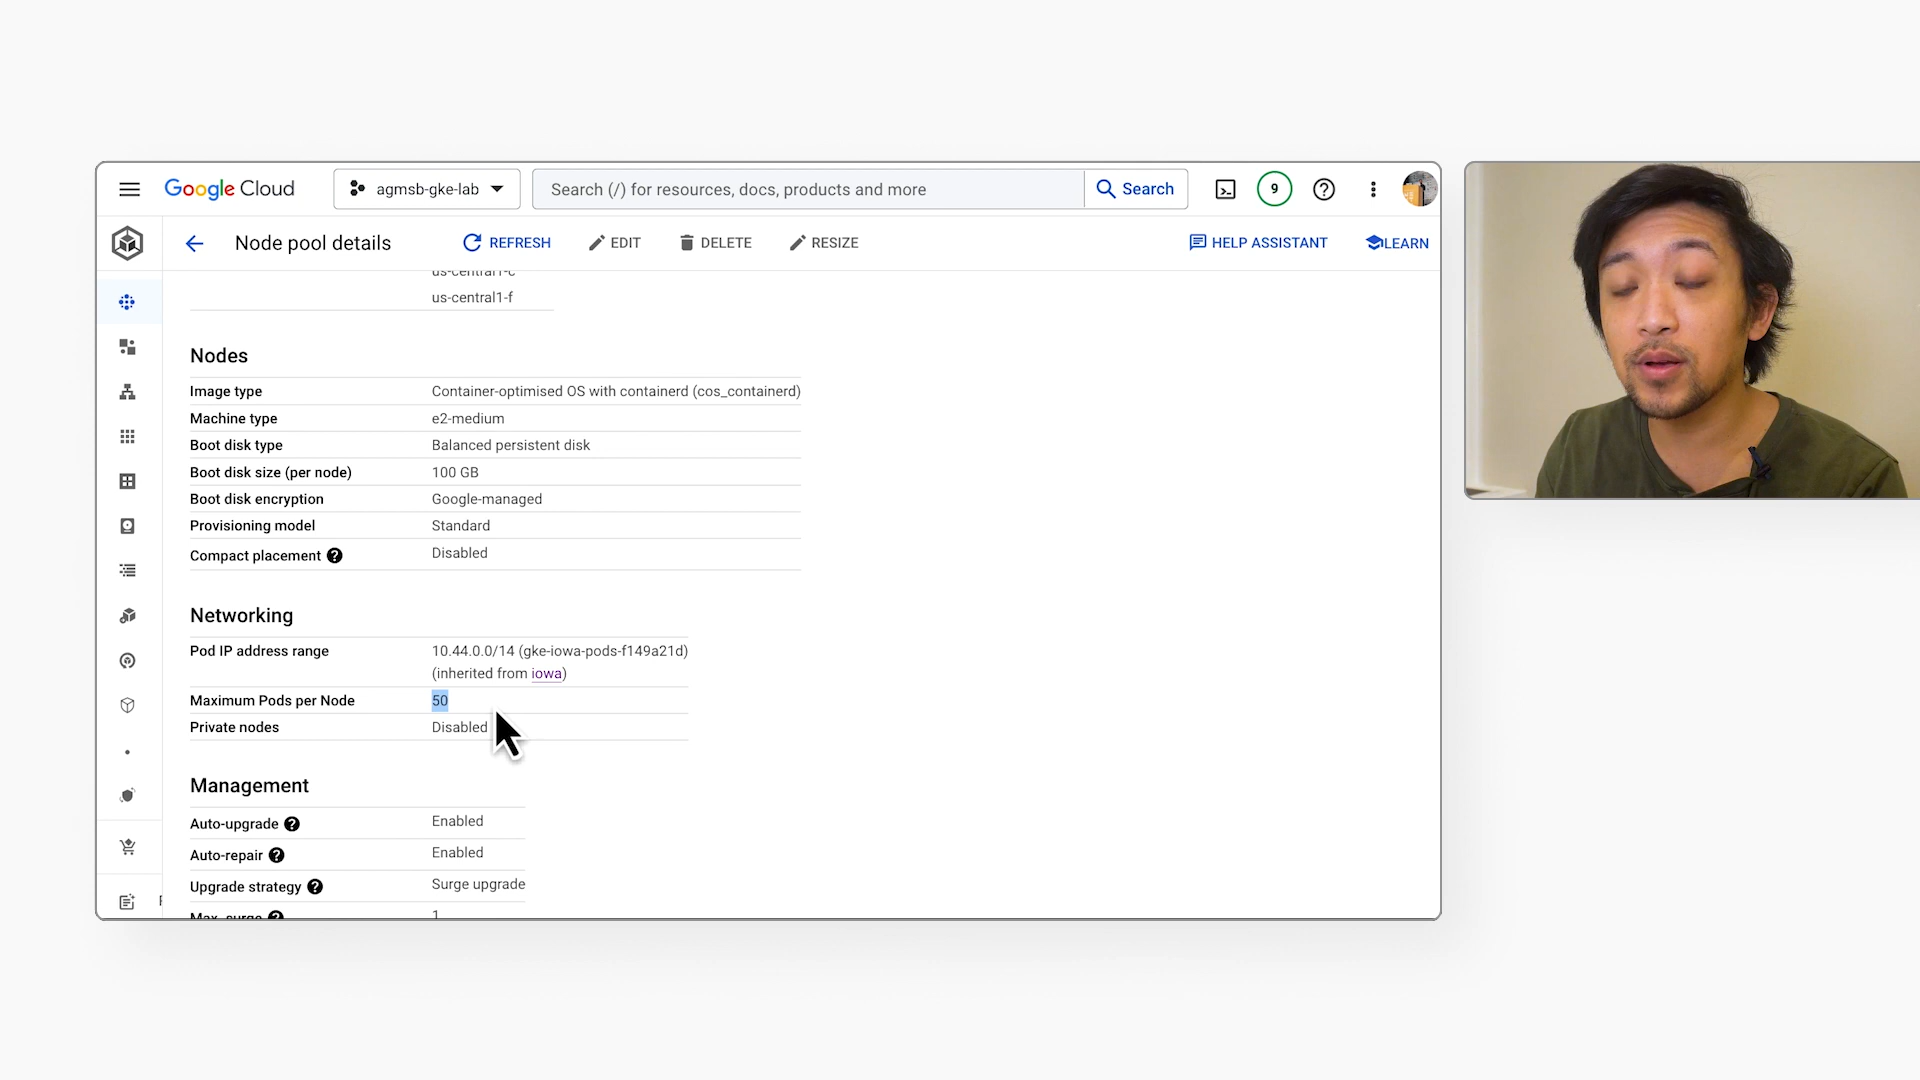 Google Cloud
agmsb-gke-lab
Search (/) for resources, docs, products and more
Search
9
Node pool details
REFRESH
EDIT
DELETE
RESIZE
HELP ASSISTANT
LEARN
us-central1-c
us-central1-f
Nodes
Image type Container-optimised OS with containerd (cos_containerd)
Machine type e2-medium
Boot disk type Balanced persistent disk
Boot disk size (per node) 100 GB
Boot disk encryption Google-managed
Provisioning model Standard
Compact placement ? Disabled
Networking
Pod IP address range 10.44.0.0/14 (gke-iowa-pods-f149a21d)
(inherited from iowa)
Maximum Pods per Node 50
Private nodes Disabled
Management
Auto-upgrade ? Enabled
Auto-repair ? Enabled
Upgrade strategy ? Surge upgrade
Max. surge ? 1